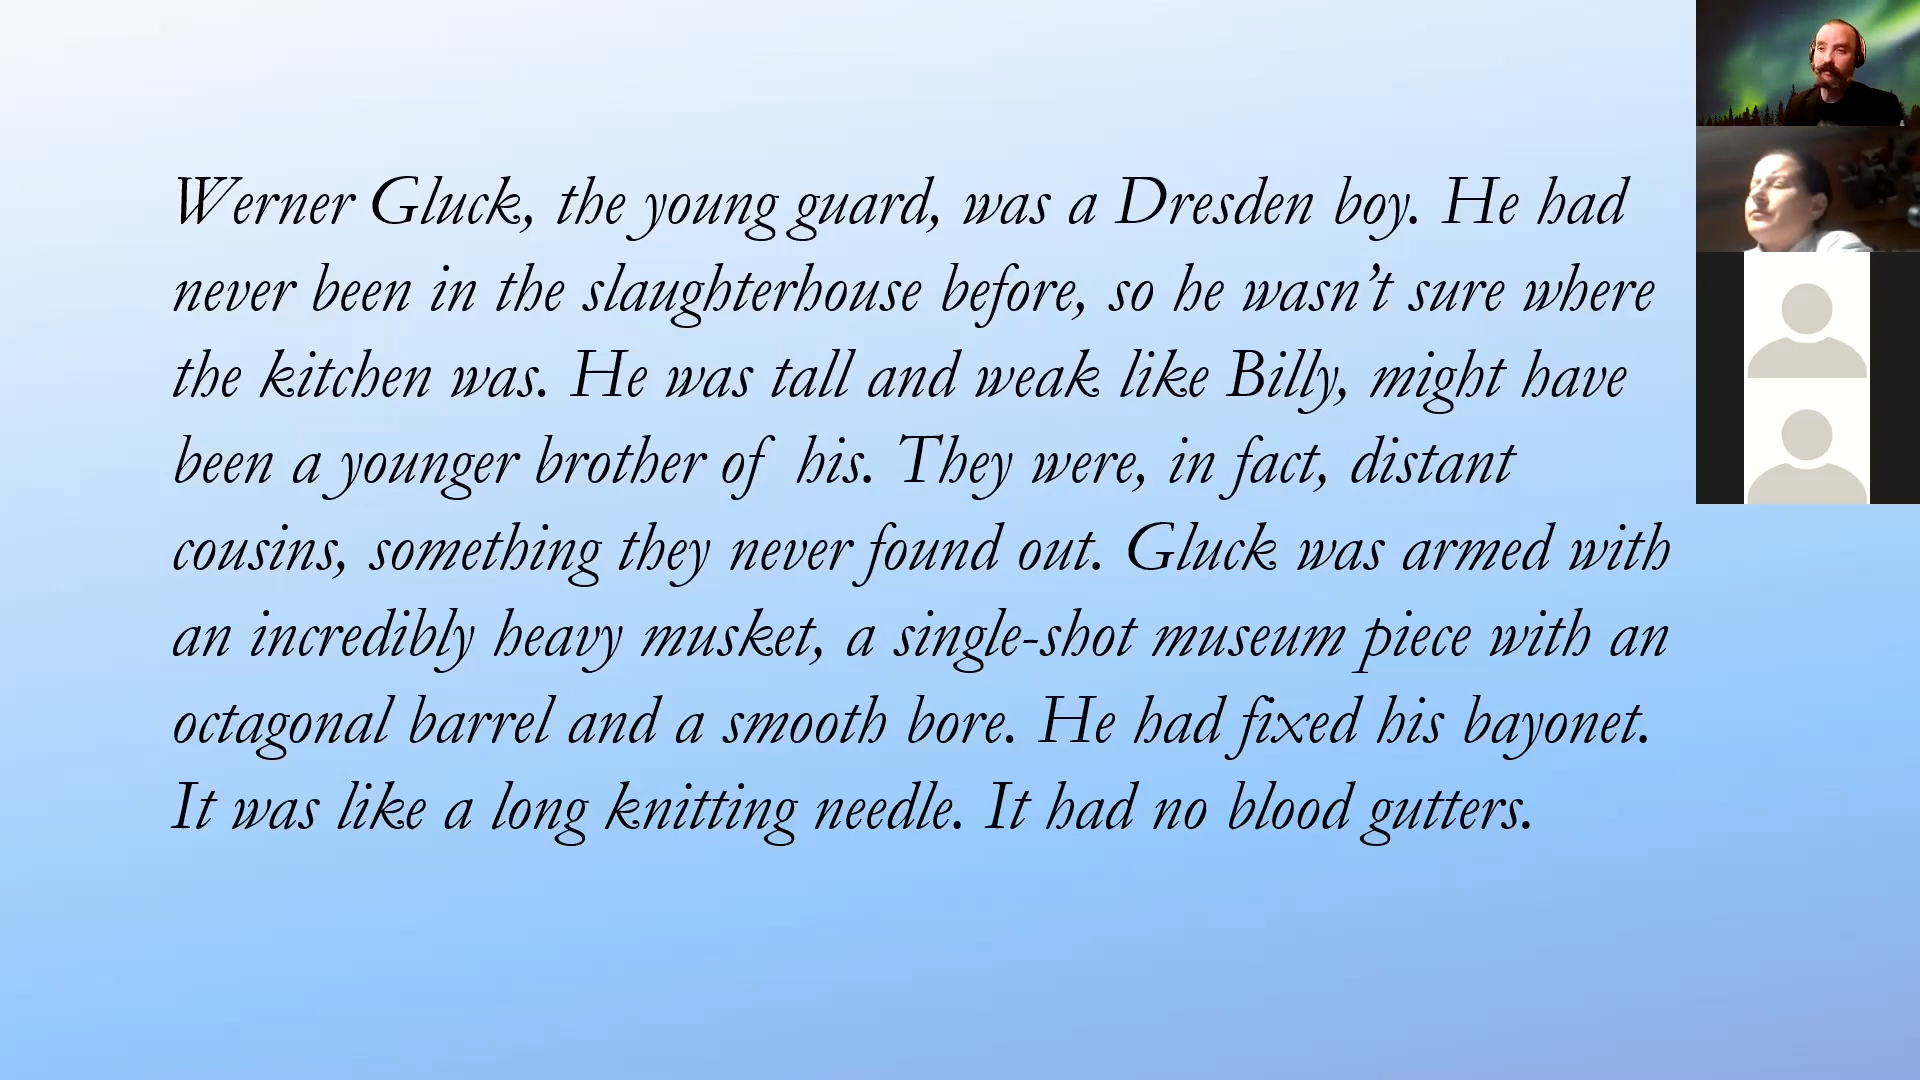 Werner Gluck, the young guard, was a Dresden boy. He had
never been in the slaughterhouse before, so he wasn’t sure where
the kitchen was. He was tall and weak like Billy, might have
been a younger brother of his. They were, in fact, distant
cousins, something they never found out. Gluck was armed with
an incredibly heavy musket, a single-shot museum piece with an
octagonal barrel and a smooth bore. He had fixed his bayonet.
It was like a long knitting needle. It had no blood gutters.